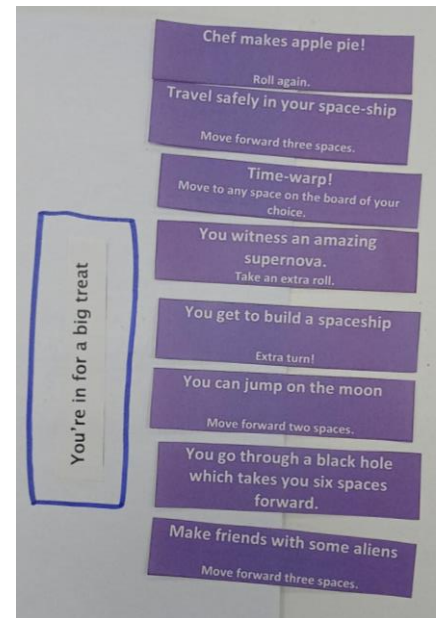 You're in for a big treat
Chef makes apple pie!
Roll again.
Travel safely in your space-ship
Move forward three spaces.
Time-warp!
Move to any space on the board of your
choice.
You witness an amazing
supernova.
Take an extra roll.
You get to build a spaceship
Extra turn!
You can jump on the moon
Move forward two spaces.
You go through a black hole
which takes you six spaces
forward.
Make friends with some aliens
Move forward three spaces.